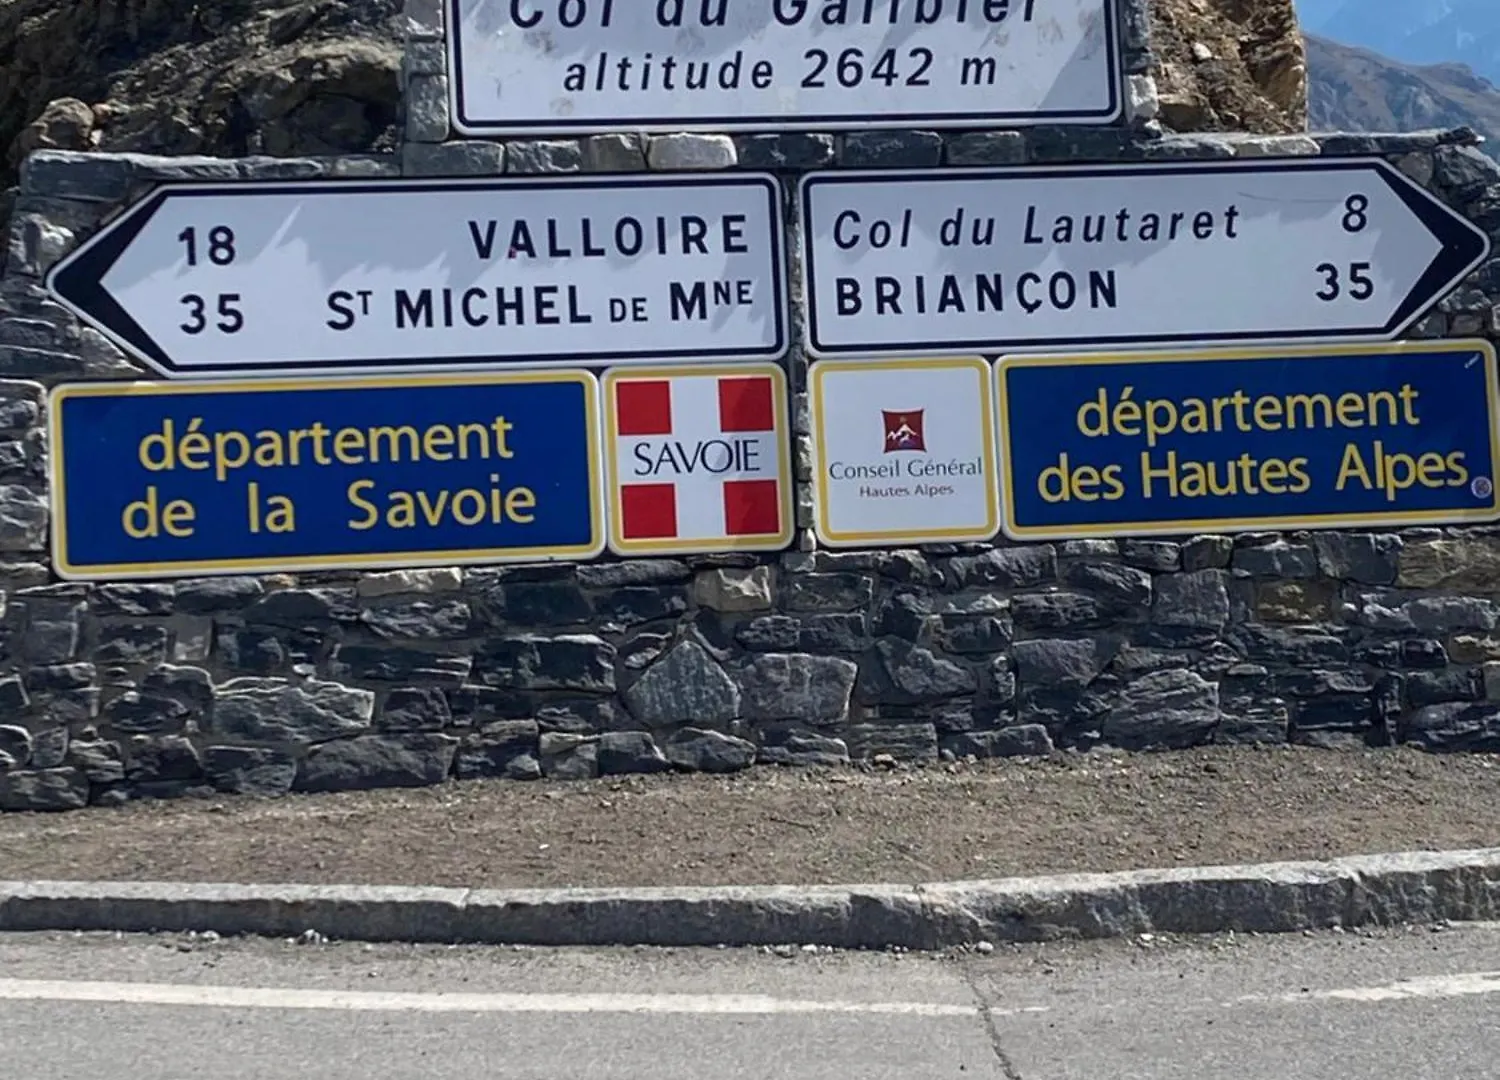 Col du Galibier
altitude 2642 m
18 VALLOIRE
35 ST MICHEL DE MNE
Col du Lautaret 8
BRIANÇON 35
département
de la Savoie
SAVOIE
Conseil Général
Hautes Alpes
département
des Hautes Alpes